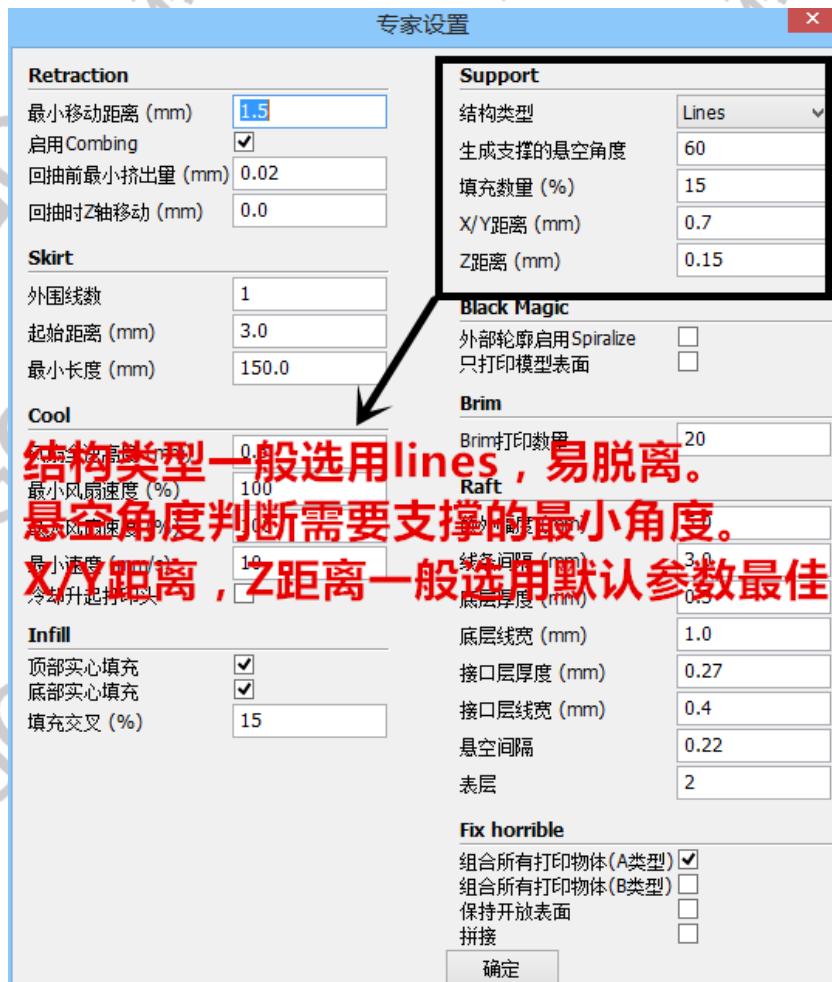 专家设置
Retraction
最小移动距离 (mm) 1.5
启用Combing
回抽前最小挤出量 (mm) 0.02
回抽时Z轴移动 (mm) 0.0
Skirt
外围线数 1
起始距离 (mm) 3.0
最小长度 (mm) 150.0
Cool
最小风扇速度 (%) 100
冷却升起打印头
Infill
顶部实心填充
底部实心填充
填充交叉 (%) 15
Support
结构类型 Lines
生成支撑的悬空角度 60
填充数量 (%) 15
X/Y距离 (mm) 0.7
Z距离 (mm) 0.15
Black Magic
外部轮廓启用Spiralize
只打印模型表面
Brim
Brim打印数量 20
Raft
底层线宽 (mm) 1.0
接口层厚度 (mm) 0.27
接口层线宽 (mm) 0.4
悬空间隔 0.22
表层 2
Fix horrible
组合所有打印物体(A类型)
组合所有打印物体(B类型)
保持开放表面
拼接
确定
结构类型一般选用lines，易脱离。
悬空角度判断需要支撑的最小角度。
X/Y距离，Z距离一般选用默认参数最佳